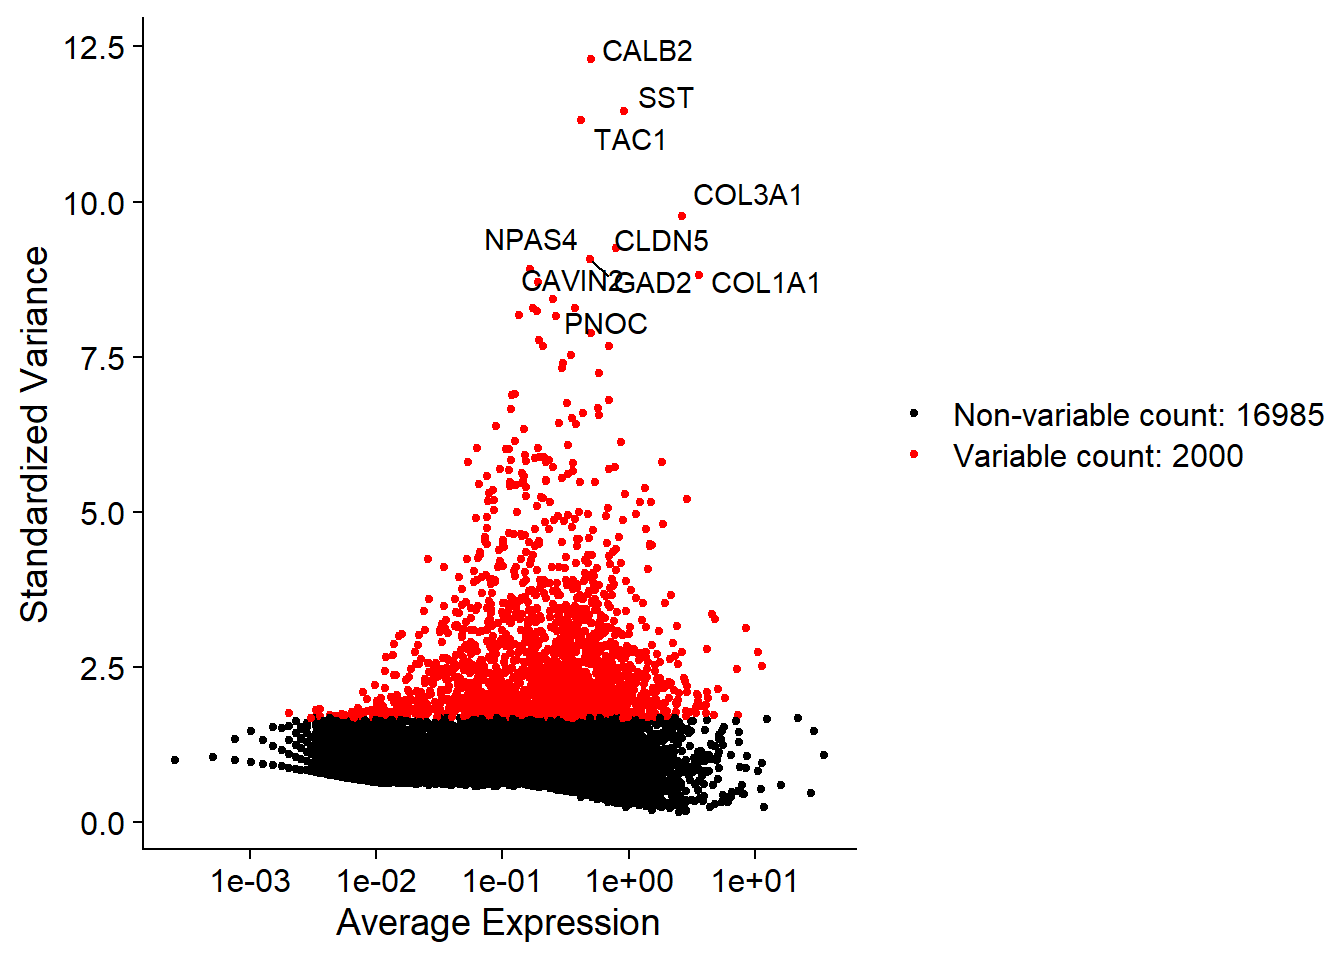 12.5
10.0
7.5
5.0
2.5
0.0
Standardized Variance
CALB2
SST
TAC1
COL3A1
NPAS4
CLDN5
CAVIN2
GAD2
COL1A1
PNOC
1e-03
1e-02
1e-01
1e+00
1e+01
Average Expression
Non-variable count: 16985
Variable count: 2000